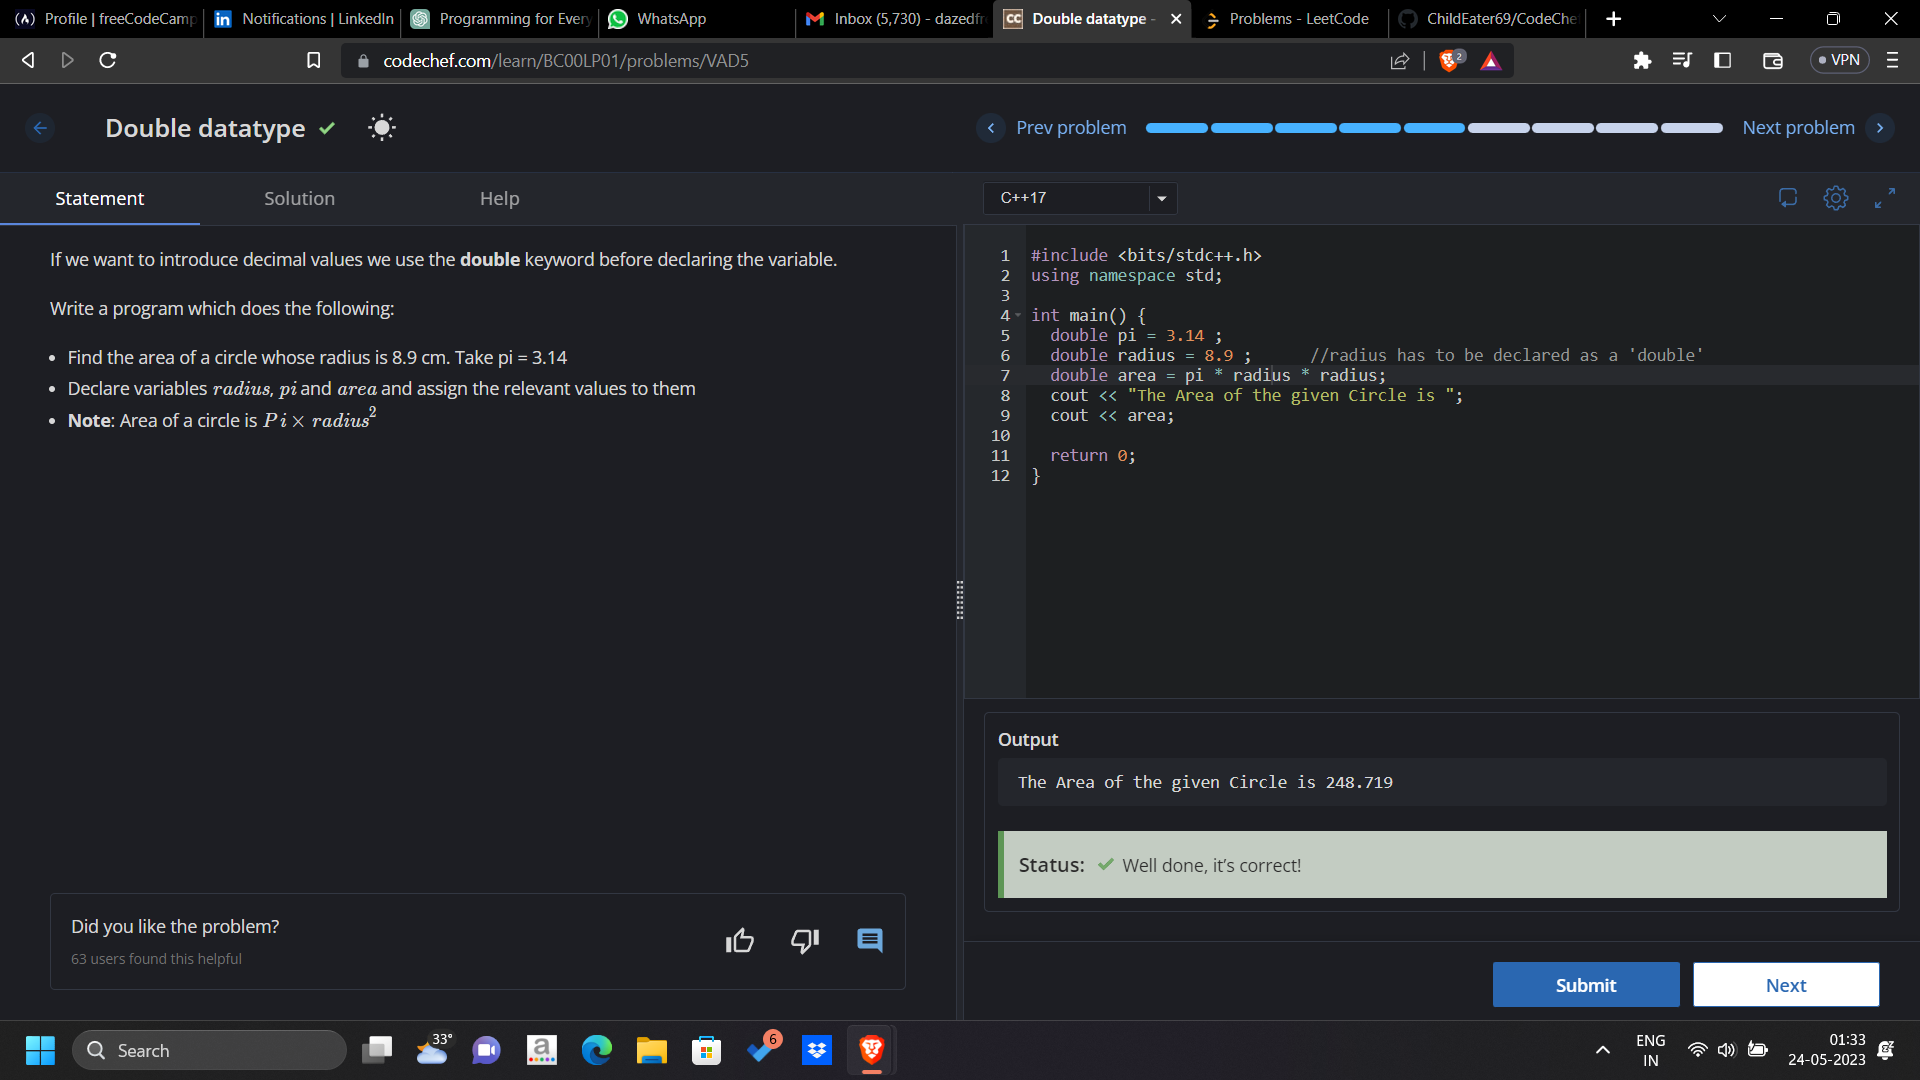 Profile | freeCodeCamp
Notifications | LinkedIn
Programming for Every
WhatsApp
Inbox (5,730) - dazedfr
Double datatype -
Problems - LeetCode
ChildEater69/CodeChe
codechef.com/learn/BC00LP01/problems/VAD5
2
VPN
Double datatype
Prev problem
Next problem
Statement
Solution
Help
C++17
If we want to introduce decimal values we use the double keyword before declaring the variable.
Write a program which does the following:
• Find the area of a circle whose radius is 8.9 cm. Take pi = 3.14
• Declare variables radius, pi and area and assign the relevant values to them
• Note: Area of a circle is Pi × radius²
1 #include <bits/stdc++.h>
2 using namespace std;
3
4 int main() {
5 double pi = 3.14 ;
6 double radius = 8.9 ; //radius has to be declared as a 'double'
7 double area = pi * radius * radius;
8 cout << "The Area of the given Circle is ";
9 cout << area;
10
11 return 0;
12 }
Output
The Area of the given Circle is 248.719
Status: Well done, it's correct!
Did you like the problem?
63 users found this helpful
Submit
Next
Search
33°
a
6
ENG
IN
01:33
24-05-2023